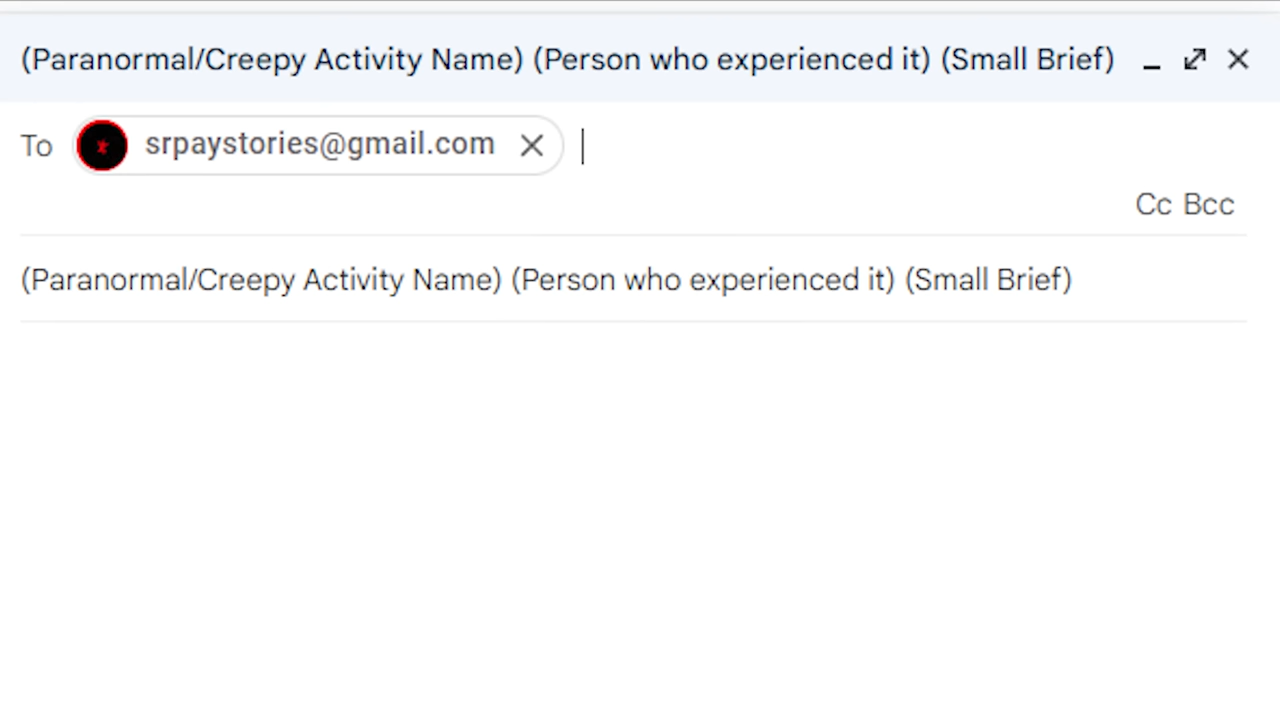 (Paranormal/Creepy Activity Name) (Person who experienced it) (Small Brief)
To srpaystories@gmail.com
Cc Bcc
(Paranormal/Creepy Activity Name) (Person who experienced it) (Small Brief)